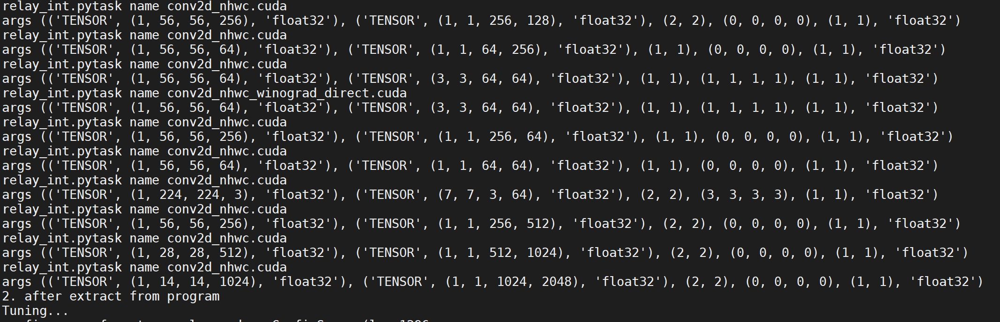 relay_int.pytask name conv2d_nhwc.cuda
args (('TENSOR', (1, 56, 56, 256), 'float32'), ('TENSOR', (1, 1, 256, 128), 'float32'), (2, 2), (0, 0, 0, 0), (1, 1), 'float32')
relay_int.pytask name conv2d_nhwc.cuda
args (('TENSOR', (1, 56, 56, 64), 'float32'), ('TENSOR', (1, 1, 64, 256), 'float32'), (1, 1), (0, 0, 0, 0), (1, 1), 'float32')
relay_int.pytask name conv2d_nhwc.cuda
args (('TENSOR', (1, 56, 56, 64), 'float32'), ('TENSOR', (3, 3, 64, 64), 'float32'), (1, 1), (1, 1, 1, 1), (1, 1), 'float32')
relay_int.pytask name conv2d_nhwc_winograd_direct.cuda
args (('TENSOR', (1, 56, 56, 64), 'float32'), ('TENSOR', (3, 3, 64, 64), 'float32'), (1, 1), (1, 1, 1, 1), (1, 1), 'float32')
relay_int.pytask name conv2d_nhwc.cuda
args (('TENSOR', (1, 56, 56, 256), 'float32'), ('TENSOR', (1, 1, 256, 64), 'float32'), (1, 1), (0, 0, 0, 0), (1, 1), 'float32')
relay_int.pytask name conv2d_nhwc.cuda
args (('TENSOR', (1, 56, 56, 64), 'float32'), ('TENSOR', (1, 1, 64, 64), 'float32'), (1, 1), (0, 0, 0, 0), (1, 1), 'float32')
relay_int.pytask name conv2d_nhwc.cuda
args (('TENSOR', (1, 224, 224, 3), 'float32'), ('TENSOR', (7, 7, 3, 64), 'float32'), (2, 2), (3, 3, 3, 3), (1, 1), 'float32')
relay_int.pytask name conv2d_nhwc.cuda
args (('TENSOR', (1, 56, 56, 256), 'float32'), ('TENSOR', (1, 1, 256, 512), 'float32'), (2, 2), (0, 0, 0, 0), (1, 1), 'float32')
relay_int.pytask name conv2d_nhwc.cuda
args (('TENSOR', (1, 28, 28, 512), 'float32'), ('TENSOR', (1, 1, 512, 1024), 'float32'), (2, 2), (0, 0, 0, 0), (1, 1), 'float32')
relay_int.pytask name conv2d_nhwc.cuda
args (('TENSOR', (1, 14, 14, 1024), 'float32'), ('TENSOR', (1, 1, 1024, 2048), 'float32'), (2, 2), (0, 0, 0, 0), (1, 1), 'float32')
2. after extract from program
Tuning...